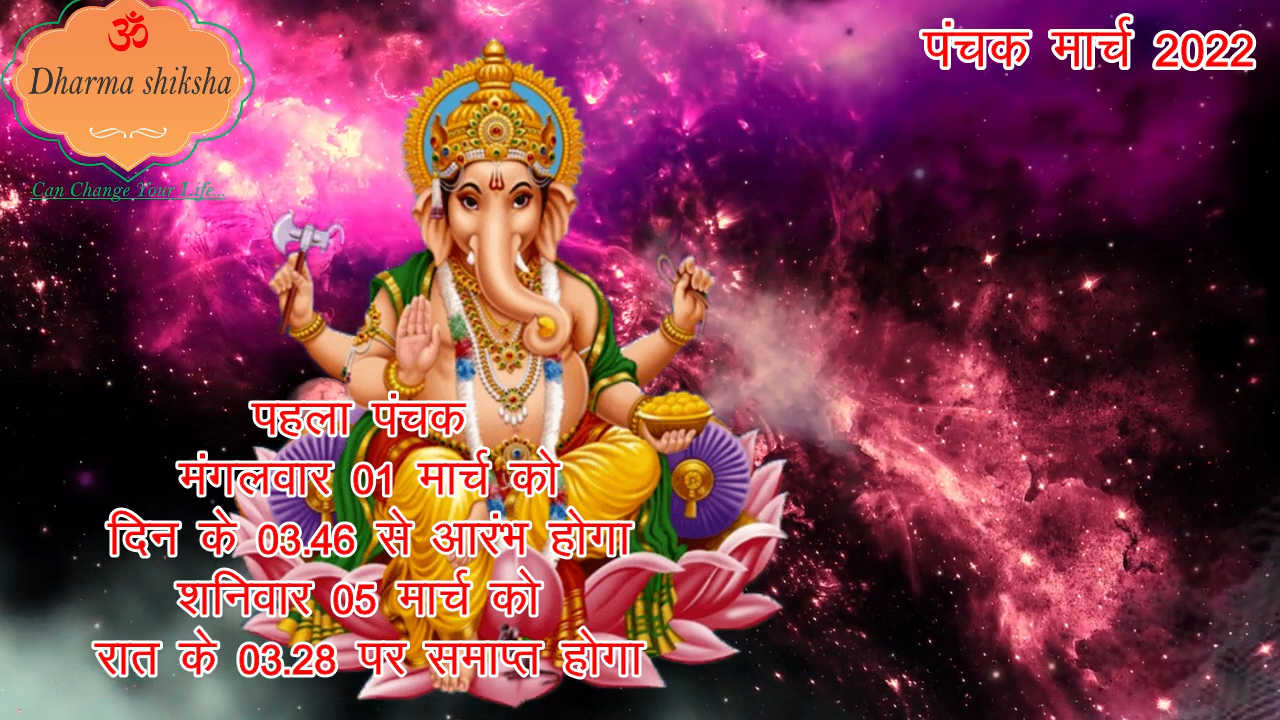 ॐ
Dharma shiksha
Can Change Your Life...
पंचक मार्च 2022
पहला पंचक
मंगलवार 01 मार्च को
दिन के 03.46 से आरंभ होगा
शनिवार 05 मार्च को
रात के 03.28 पर समाप्त होगा